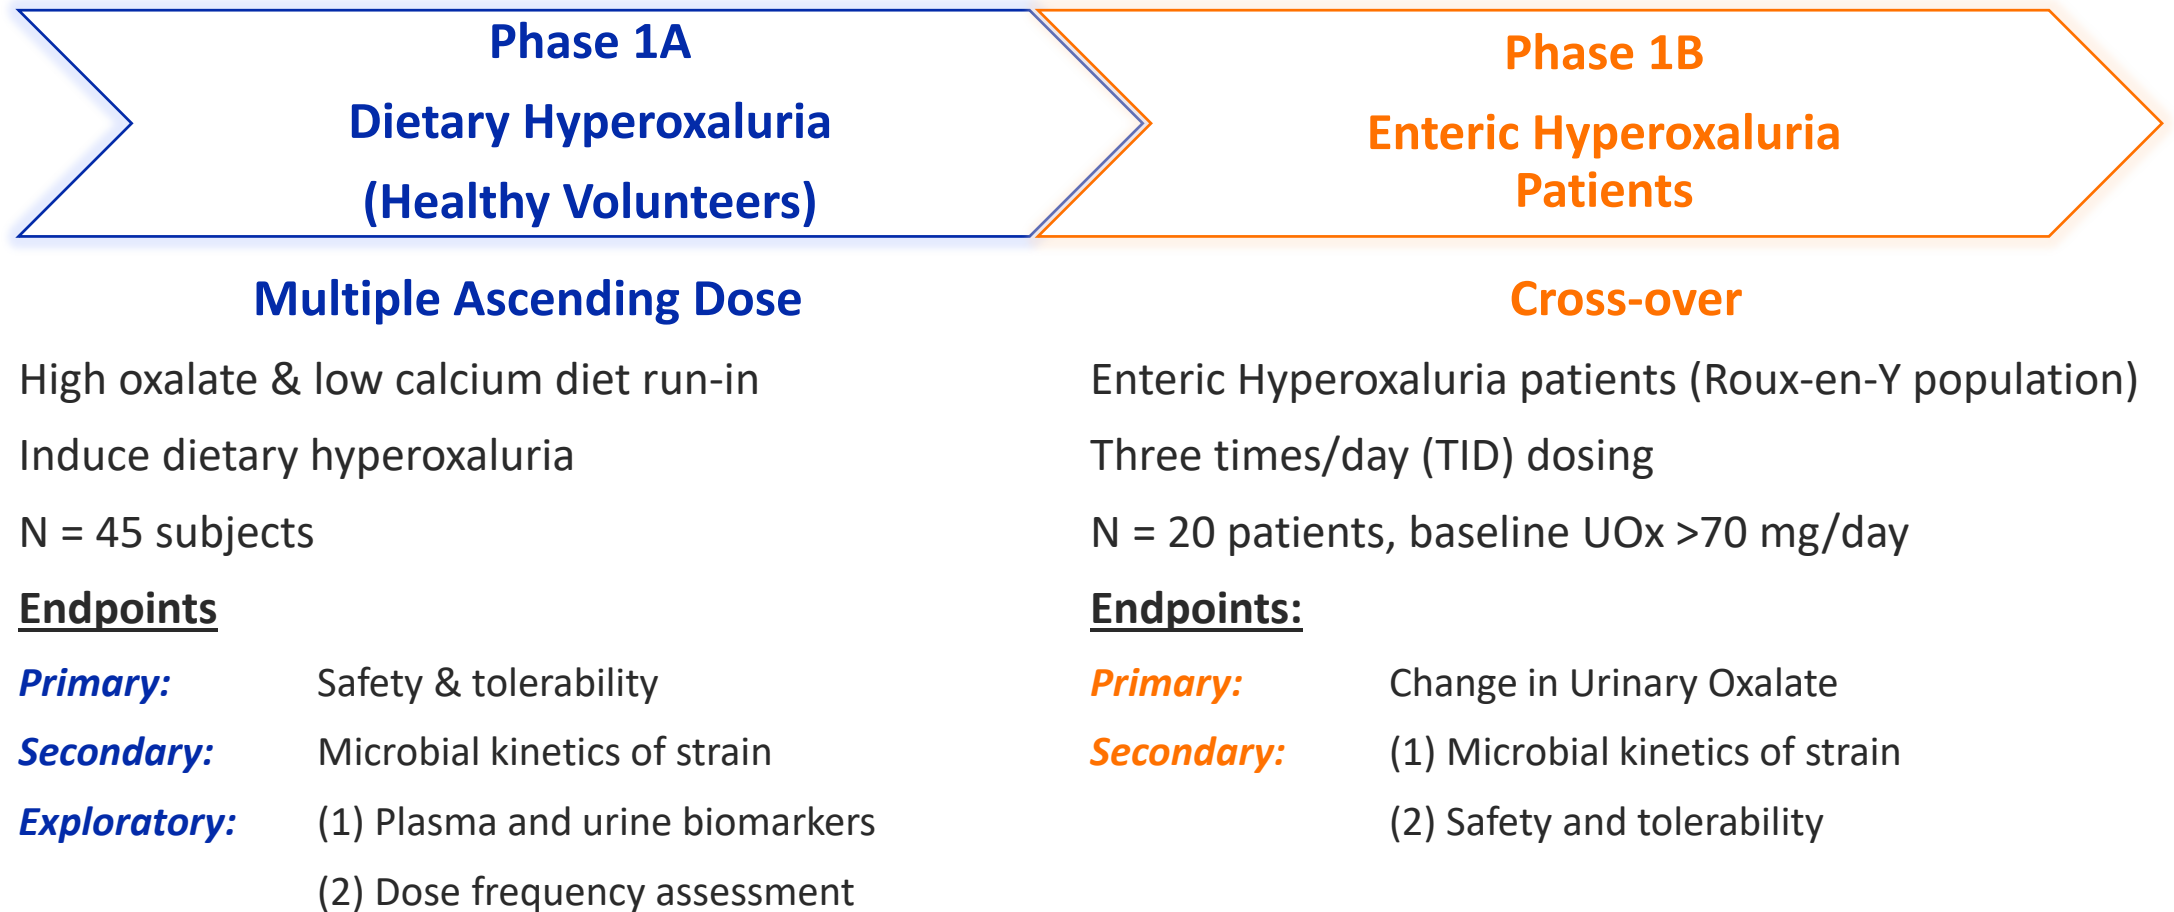 Phase 1A
Dietary Hyperoxaluria
(Healthy Volunteers)
Multiple Ascending Dose
High oxalate & low calcium diet run-in
Induce dietary hyperoxaluria
N = 45 subjects
Endpoints
Primary: Safety & tolerability
Secondary: Microbial kinetics of strain
Exploratory: (1) Plasma and urine biomarkers
(2) Dose frequency assessment
Phase 1B
Enteric Hyperoxaluria
Patients
Cross-over
Enteric Hyperoxaluria patients (Roux-en-Y population)
Three times/day (TID) dosing
N = 20 patients, baseline UOx >70 mg/day
Endpoints:
Primary: Change in Urinary Oxalate
Secondary: (1) Microbial kinetics of strain
(2) Safety and tolerability